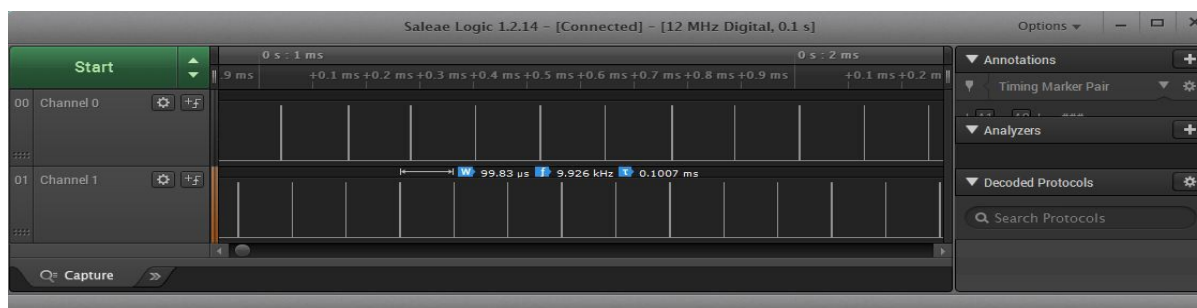 Saleae Logic 1.2.14 – [Connected] – [12 MHz Digital, 0.1 s]
Options
Start
0 s : 1 ms
0 s : 2 ms
.9 ms
+0.1 ms +0.2 ms +0.3 ms +0.4 ms +0.5 ms +0.6 ms +0.7 ms +0.8 ms +0.9 ms
+0.1 ms +0.2 m
Annotations
Timing Marker Pair
00 Channel 0
Analyzers
01 Channel 1
W 99.83 µs f 9.926 kHz T 0.1007 ms
Decoded Protocols
Search Protocols
Capture